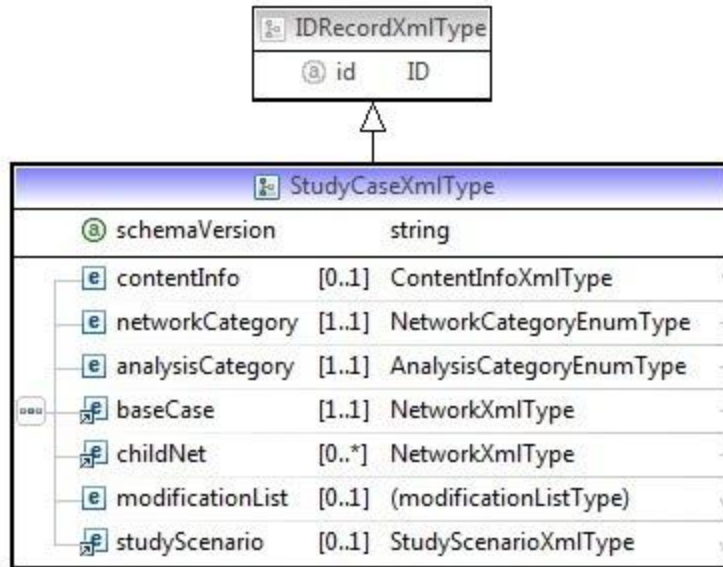 IDRecordXmlType
a id ID
StudyCaseXmlType
a schemaVersion string
e contentInfo [0..1] ContentInfoXmlType
e networkCategory [1..1] NetworkCategoryEnumType
e analysisCategory [1..1] AnalysisCategoryEnumType
e baseCase [1..1] NetworkXmlType
e childNet [0..*] NetworkXmlType
e modificationList [0..1] (modificationListType)
e studyScenario [0..1] StudyScenarioXmlType